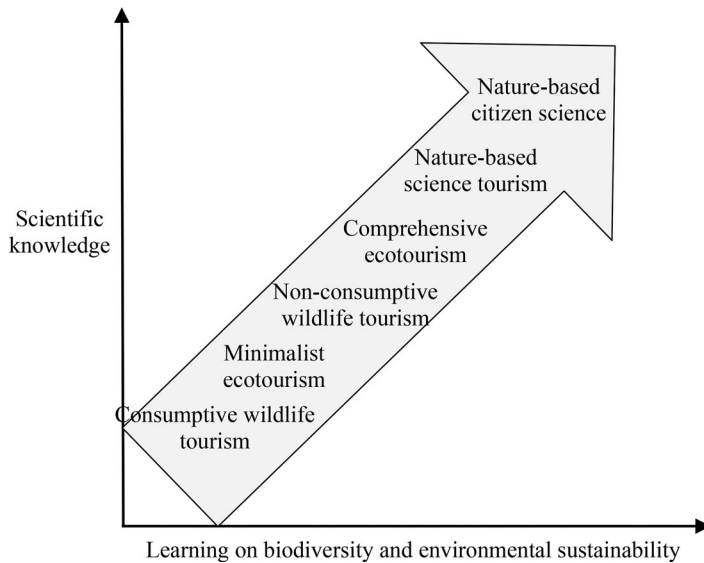 Nature-based
citizen science
Nature-based
science tourism
Scientific
knowledge
Comprehensive
ecotourism
Non-consumptive
wildlife tourism
Minimalist
ecotourism
Consumptive wildlife
tourism
Learning on biodiversity and environmental sustainability